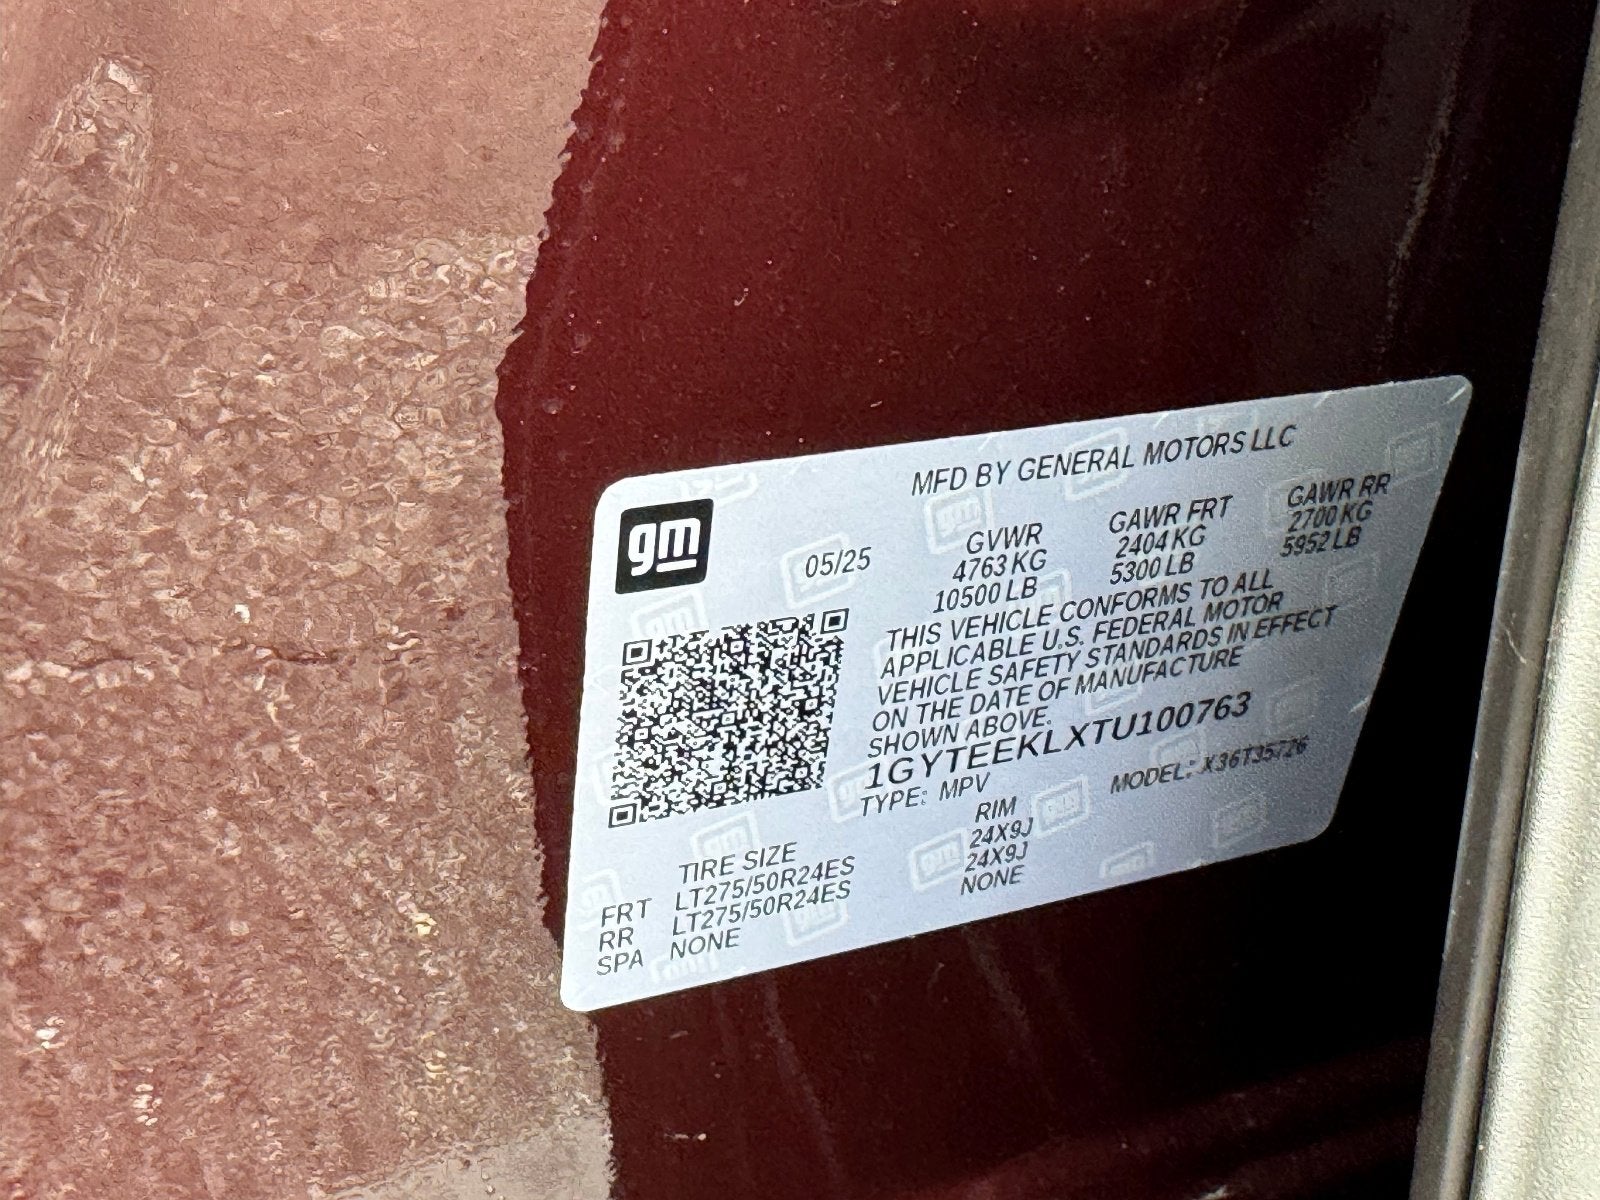 gm
MFD BY GENERAL MOTORS LLC
05/25 GVWR GAWR FRT GAWR RR
4763 KG 2404 KG 2700 KG
10500 LB 5300 LB 5952 LB
THIS VEHICLE CONFORMS TO ALL
APPLICABLE U.S. FEDERAL MOTOR
VEHICLE SAFETY STANDARDS IN EFFECT
ON THE DATE OF MANUFACTURE
SHOWN ABOVE.
1GYTEEKLXTU100763
TYPE: MPV MODEL: X36T35726
TIRE SIZE RIM
FRT LT275/50R24ES 24X9J
RR LT275/50R24ES 24X9J
SPA NONE NONE